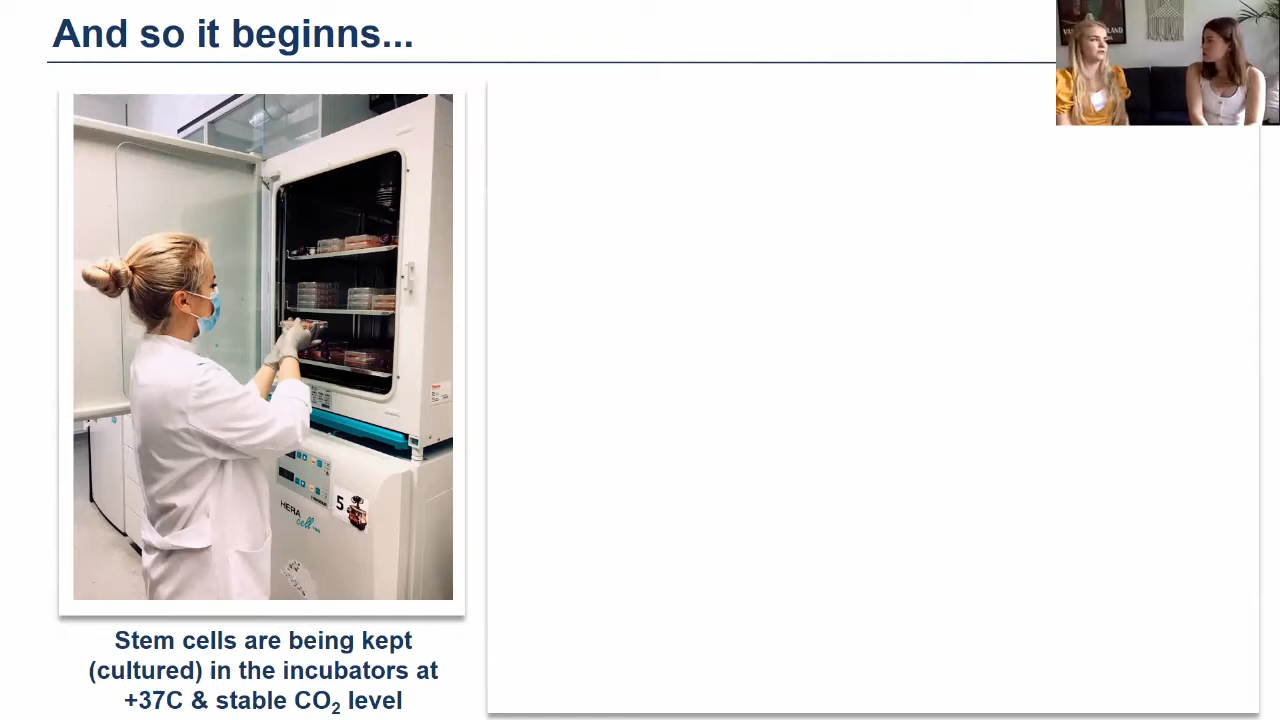 And so it beginns...
HERA
cell
5
Stem cells are being kept
(cultured) in the incubators at
+37C & stable CO₂ level